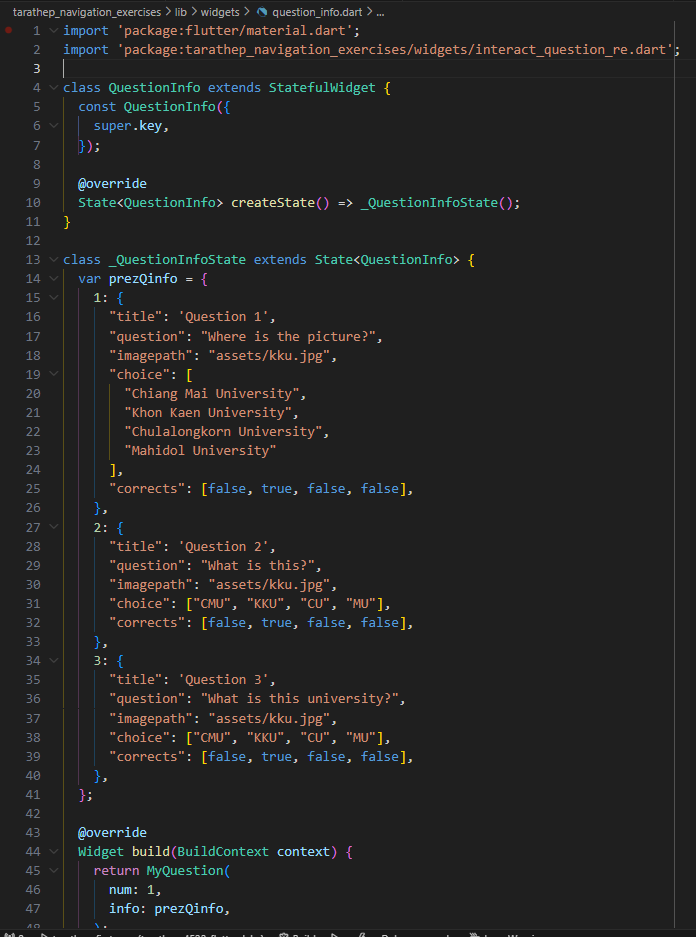 tarathep_navigation_exercises > lib > widgets > question_info.dart > ...
1 import 'package:flutter/material.dart';
2 import 'package:tarathep_navigation_exercises/widgets/interact_question_re.dart';
3
4 class QuestionInfo extends StatefulWidget {
5 const QuestionInfo({
6 super.key,
7 });
8
9 @override
10 State<QuestionInfo> createState() => _QuestionInfoState();
11 }
12
13 class _QuestionInfoState extends State<QuestionInfo> {
14 var prezQinfo = {
15 1: {
16 "title": 'Question 1',
17 "question": "Where is the picture?",
18 "imagepath": "assets/kku.jpg",
19 "choice": [
20 "Chiang Mai University",
21 "Khon Kaen University",
22 "Chulalongkorn University",
23 "Mahidol University"
24 ],
25 "corrects": [false, true, false, false],
26 },
27 2: {
28 "title": 'Question 2',
29 "question": "What is this?",
30 "imagepath": "assets/kku.jpg",
31 "choice": ["CMU", "KKU", "CU", "MU"],
32 "corrects": [false, true, false, false],
33 },
34 3: {
35 "title": 'Question 3',
36 "question": "What is this university?",
37 "imagepath": "assets/kku.jpg",
38 "choice": ["CMU", "KKU", "CU", "MU"],
39 "corrects": [false, true, false, false],
40 },
41 };
42
43 @override
44 Widget build(BuildContext context) {
45 return MyQuestion(
46 num: 1,
47 info: prezQinfo,
48 );